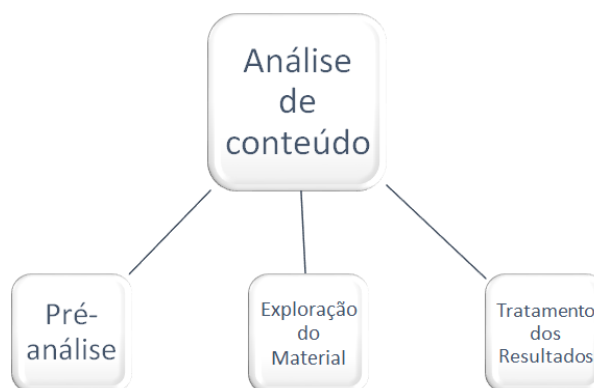 Análise
de
conteúdo
Pré-
análise
Exploração
do
Material
Tratamento
dos
Resultados